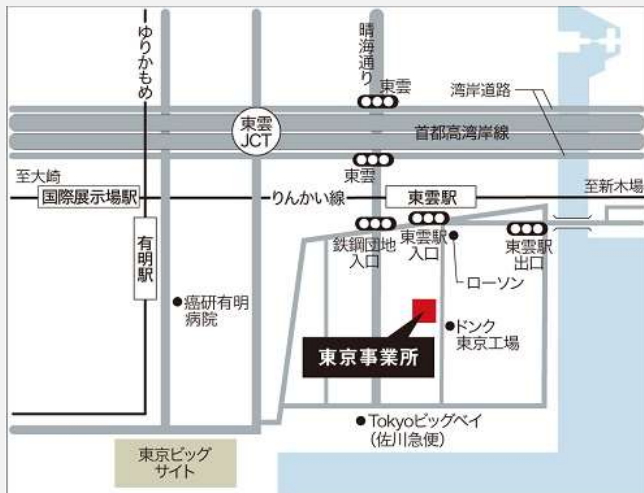 ゆりかもめ
晴海通り
東雲
湾岸道路
東雲
JCT
首都高湾岸線
東雲
至大崎
国際展示場駅
りんかい線
東雲駅
至新木場
有明駅
鉄鋼団地
入口
東雲駅
入口
東雲駅
出口
ローソン
癌研有明
病院
東京事業所
ドンク
東京工場
Tokyoビッグベイ
(佐川急便)
東京ビッグ
サイト